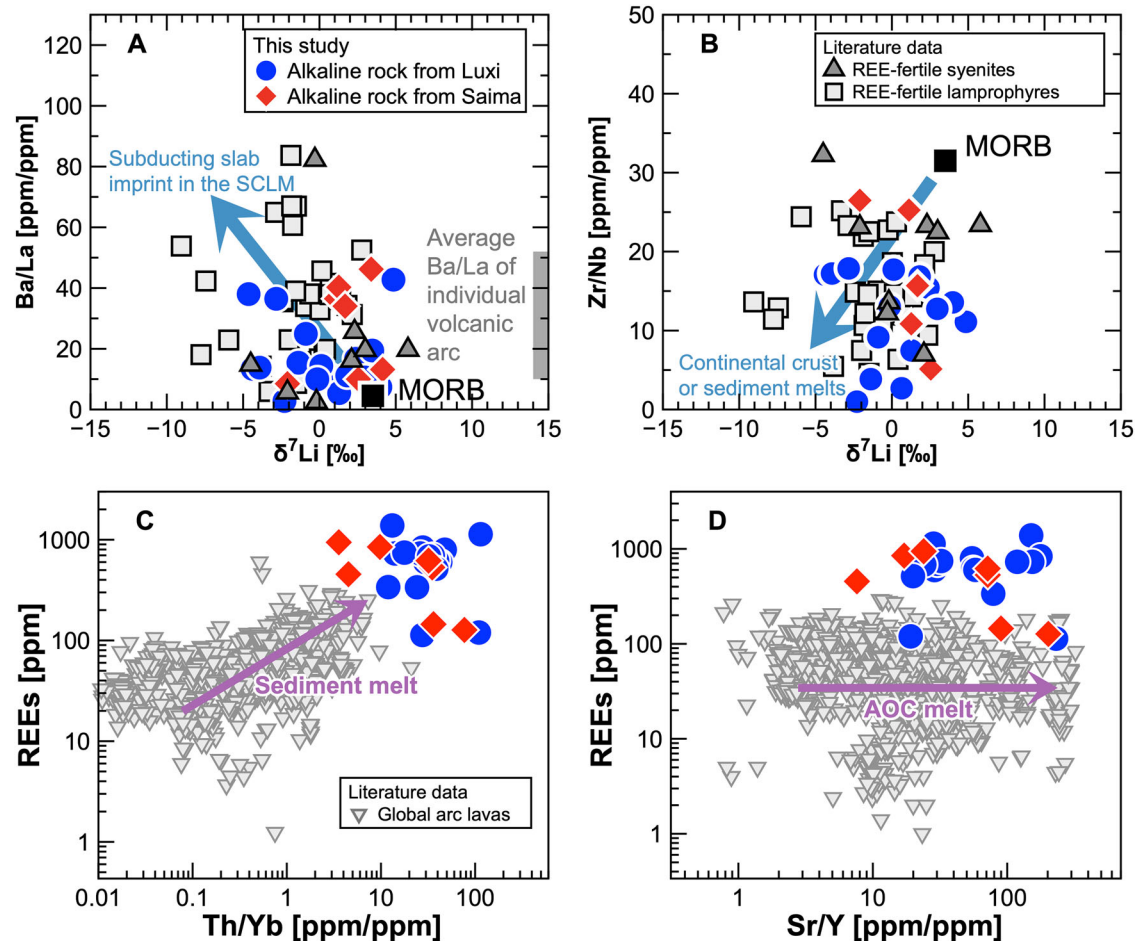 A
This study
Alkaline rock from Luxi
Alkaline rock from Saima
Subducting slab
imprint in the SCLM
Average
Ba/La of
individual
volcanic
arc
MORB
Ba/La [ppm/ppm]
0
20
40
60
80
100
120
−15
−10
−5
0
5
10
15
δ⁷Li [‰]
B
Literature data
REE-fertile syenites
REE-fertile lamprophyres
MORB
Continental crust
or sediment melts
Zr/Nb [ppm/ppm]
0
10
20
30
40
50
−15
−10
−5
0
5
10
15
δ⁷Li [‰]
C
Sediment melt
Literature data
Global arc lavas
REEs [ppm]
1
10
100
1000
0.01
0.1
1
10
100
Th/Yb [ppm/ppm]
D
AOC melt
REEs [ppm]
1
10
100
1000
1
10
100
Sr/Y [ppm/ppm]